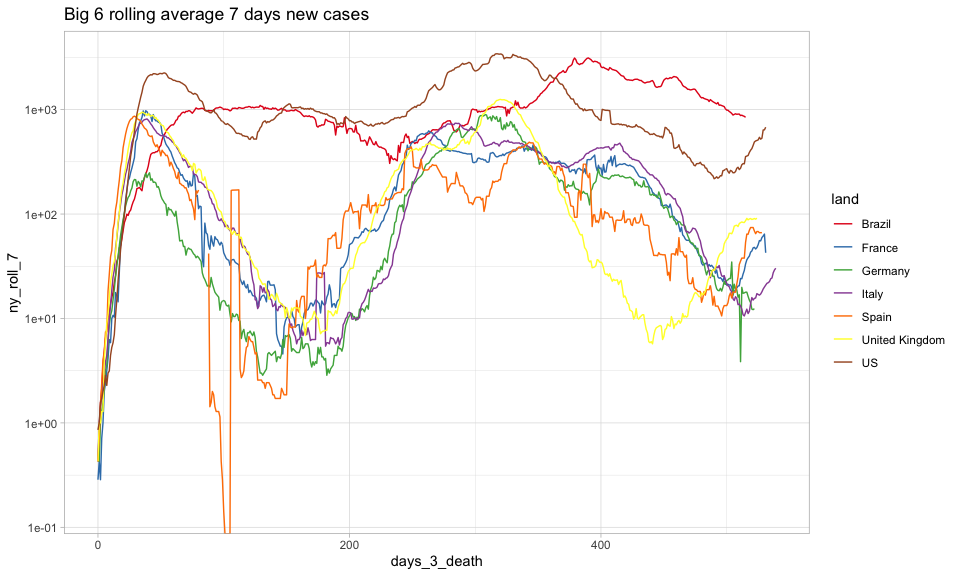 Big 6 rolling average 7 days new cases
ny_roll_7
1e+03
1e+02
1e+01
1e+00
1e-01
0
200
400
days_3_death
land
Brazil
France
Germany
Italy
Spain
United Kingdom
US